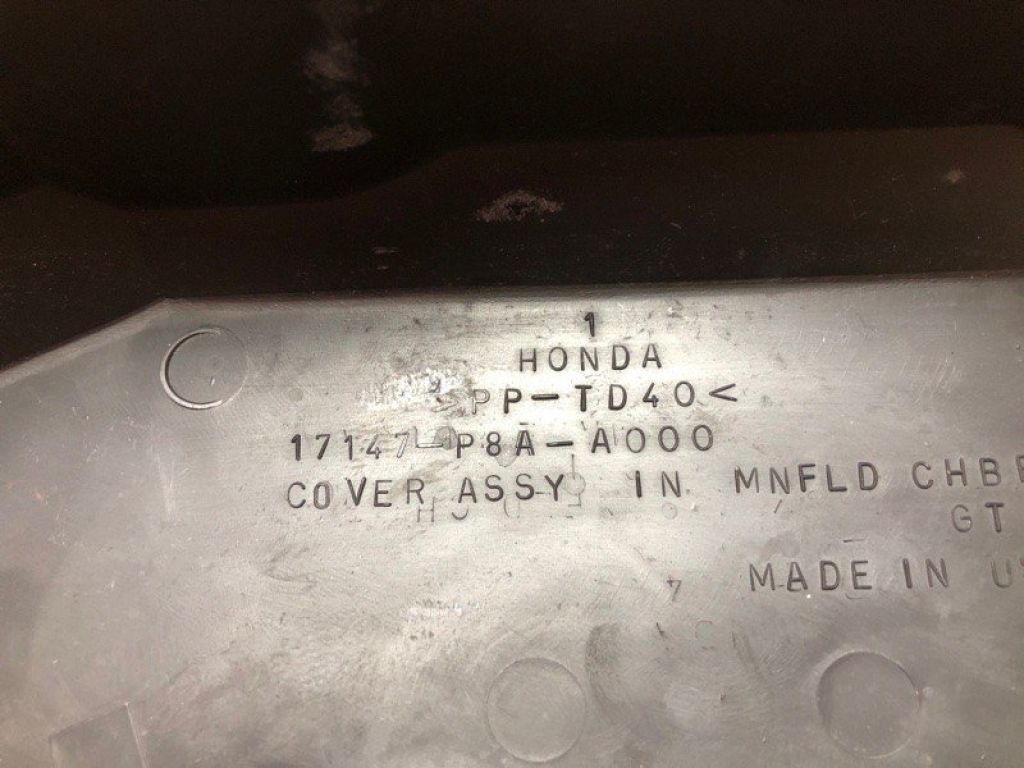 1
HONDA
PP-TD40<
17147-P8A-A000
COVER ASSY IN. MNFLD CHB
GT
MADE IN U